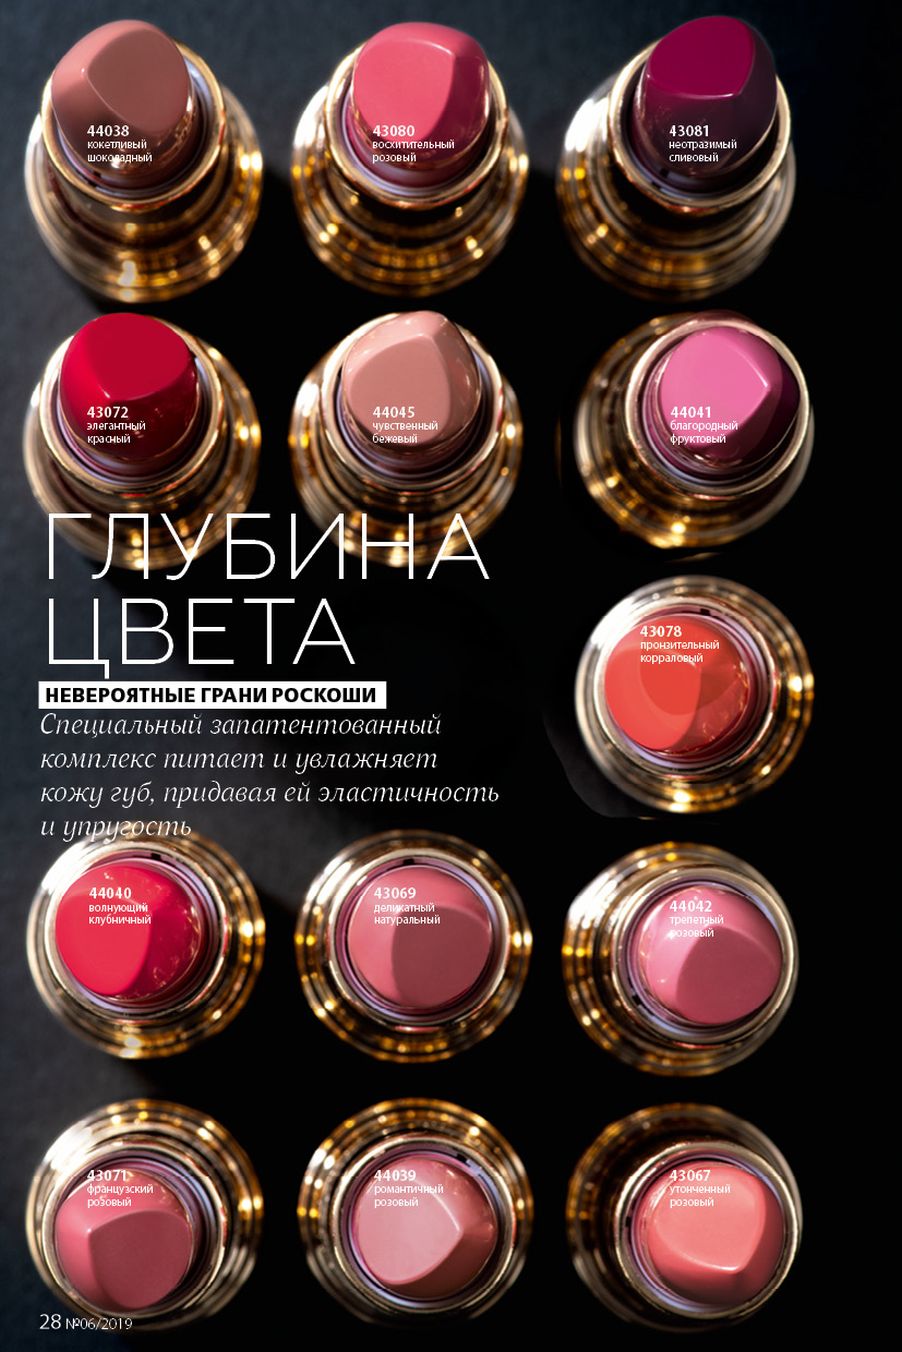 44038
кокетливый
шоколадный
43080
восхитительный
розовый
43081
неотразимый
сливовый
43072
элегантный
красный
44045
чувственный
бежевый
44041
благородный
фруктовый
ГЛУБИНА
ЦВЕТА
НЕВЕРОЯТНЫЕ ГРАНИ РОСКОШИ
Специальный запатентованный
комплекс питает и увлажняет
кожу губ, придавая ей эластичность
и упругость
43078
пронзительный
корраловый
44040
волнующий
клубничный
43069
деликатный
натуральный
44042
трепетный
розовый
43071
французский
розовый
44039
романтичный
розовый
43067
утонченный
розовый
28 №06/2019